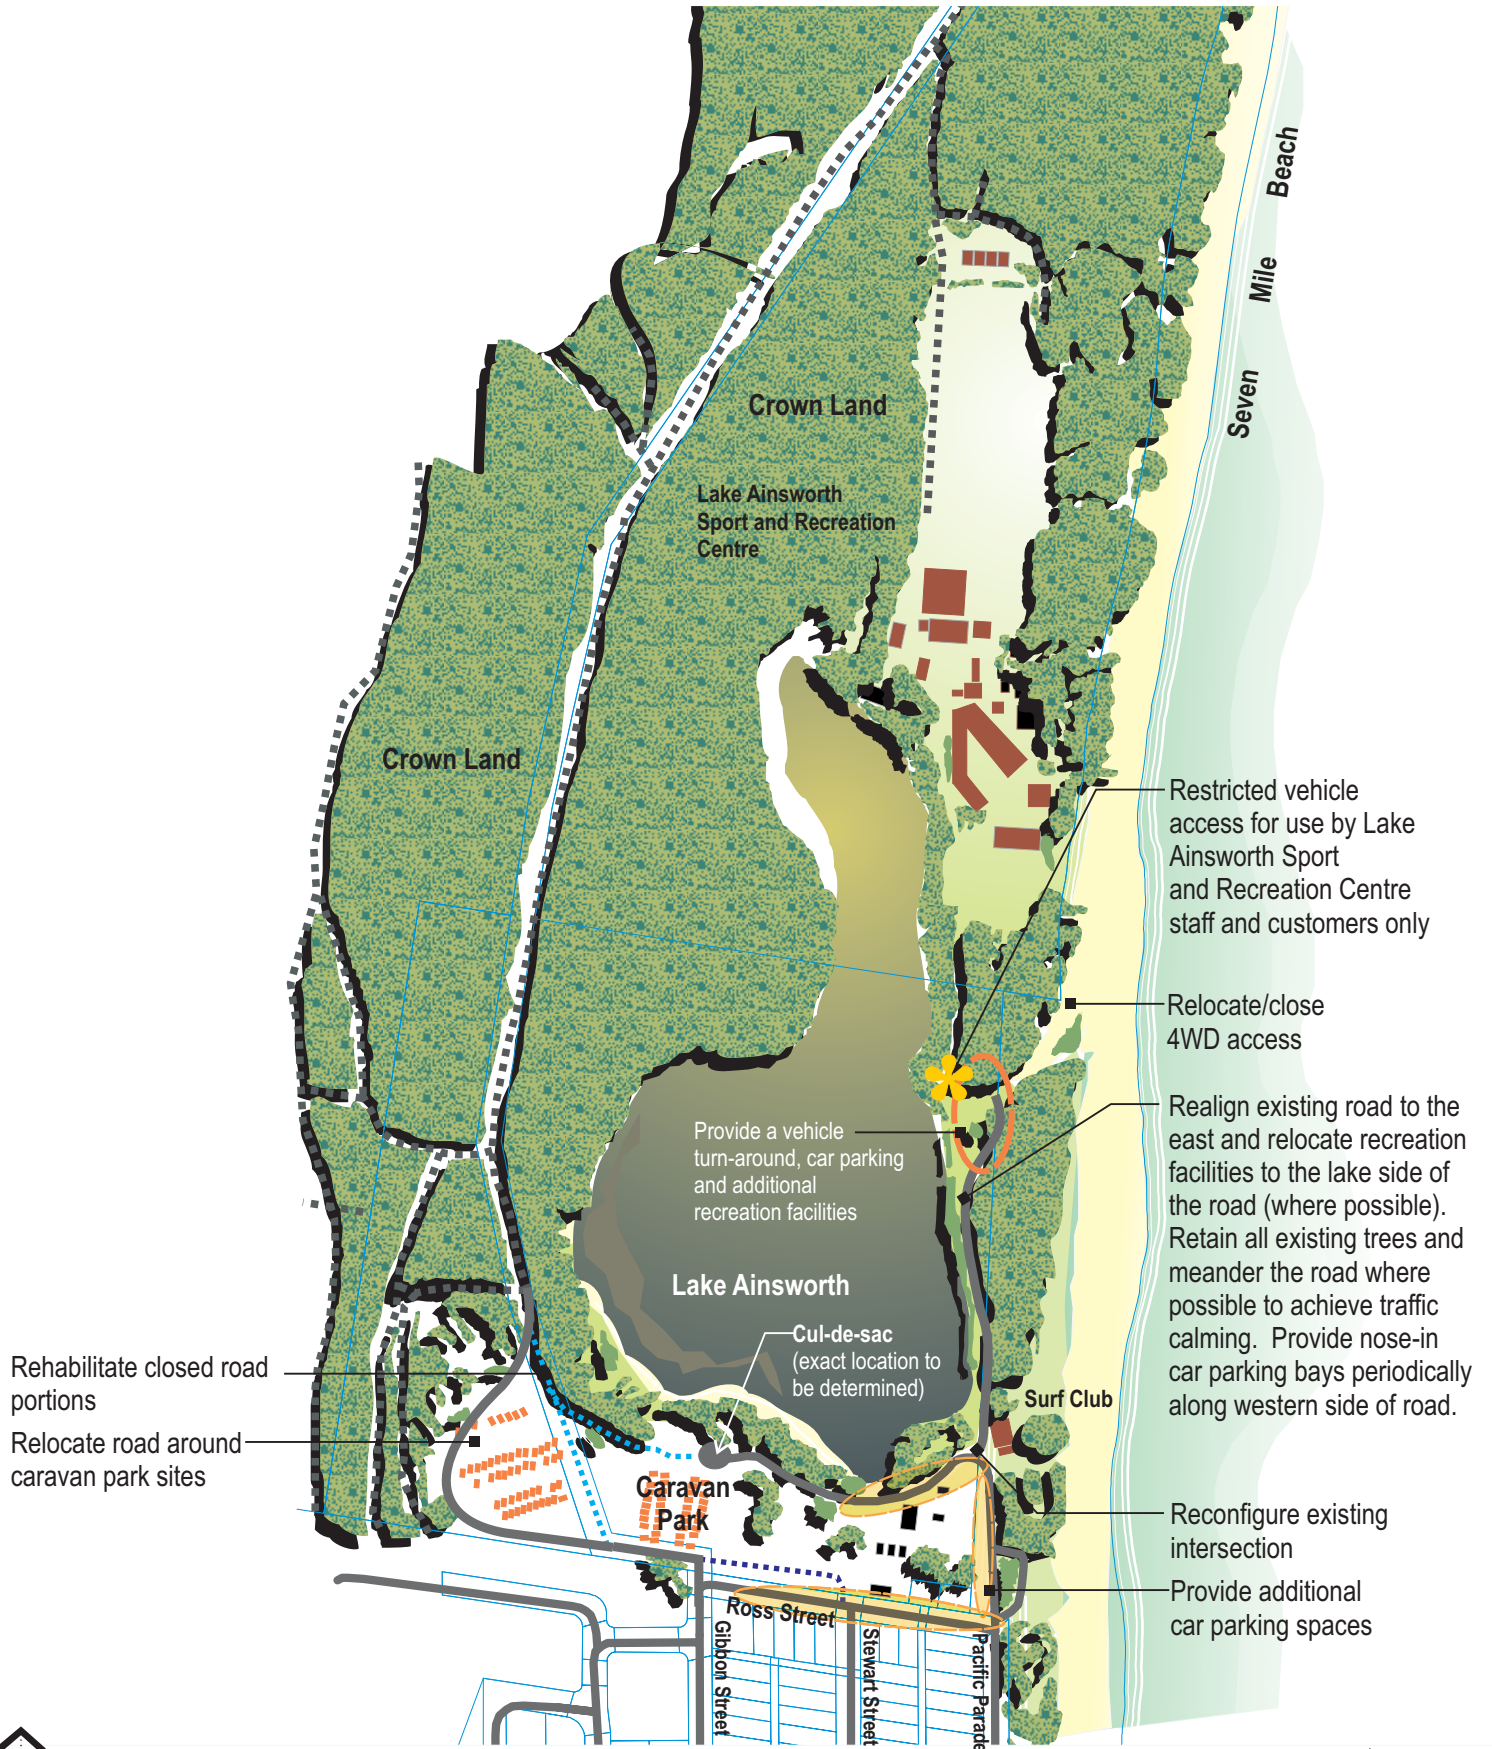 Seven Mile Beach
Crown Land
Lake Ainsworth
Sport and Recreation
Centre
Crown Land
Restricted vehicle
access for use by Lake
Ainsworth Sport
and Recreation Centre
staff and customers only
Relocate/close
4WD access
Realign existing road to the
east and relocate recreation
facilities to the lake side of
the road (where possible).
Retain all existing trees and
meander the road where
possible to achieve traffic
calming. Provide nose-in
car parking bays periodically
along western side of road.
Provide a vehicle
turn-around, car parking
and additional
recreation facilities
Lake Ainsworth
Cul-de-sac
(exact location to
be determined)
Surf Club
Rehabilitate closed road
portions
Relocate road around
caravan park sites
Caravan
Park
Reconfigure existing
intersection
Provide additional
car parking spaces
Ross Street
Gibbon Street
Stewart Street
Pacific Parade